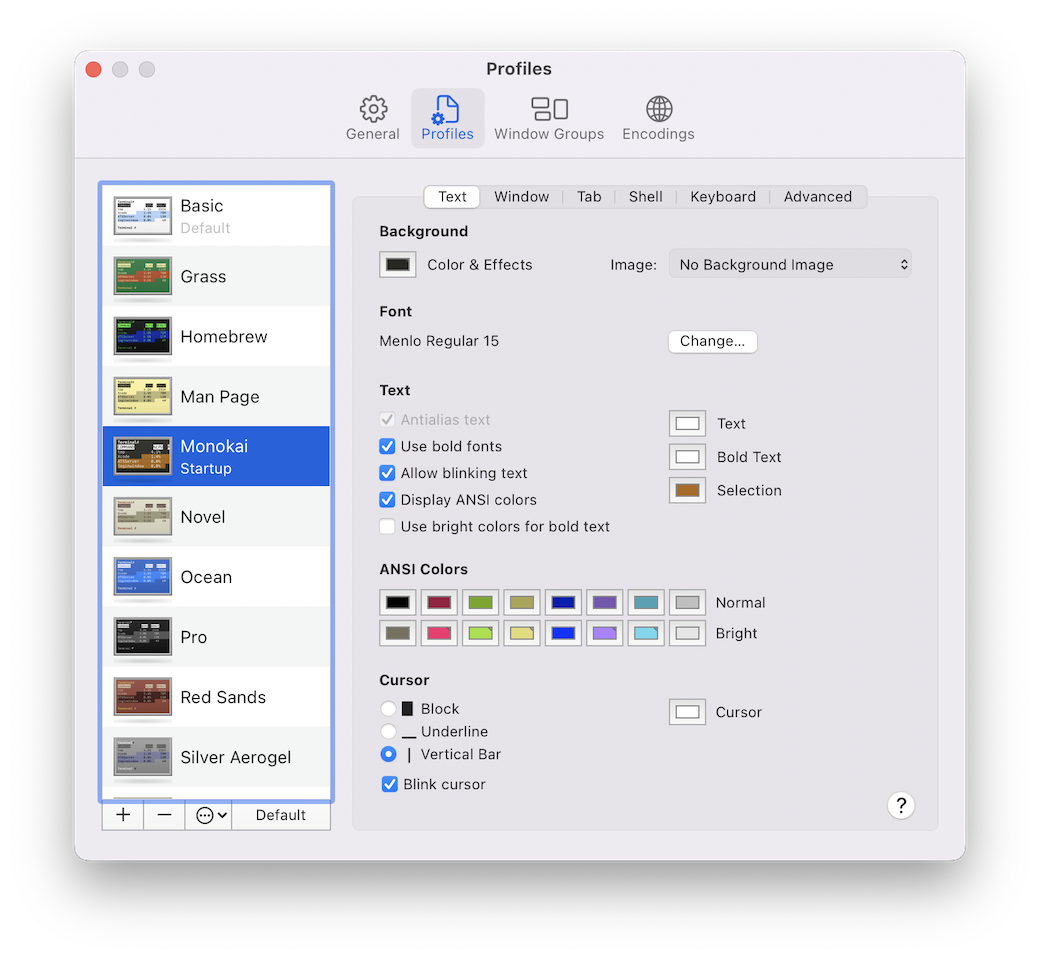 Profiles
General
Profiles
Window Groups
Encodings
Basic
Default
Grass
Homebrew
Man Page
Monokai
Startup
Novel
Ocean
Pro
Red Sands
Silver Aerogel
Default
Text Window Tab Shell Keyboard Advanced
Background
Color & Effects
Image: No Background Image
Font
Menlo Regular 15
Change...
Text
Antialias text
Use bold fonts
Allow blinking text
Display ANSI colors
Use bright colors for bold text
Text
Bold Text
Selection
ANSI Colors
Normal
Bright
Cursor
Block
Underline
Vertical Bar
Blink cursor
Cursor
?